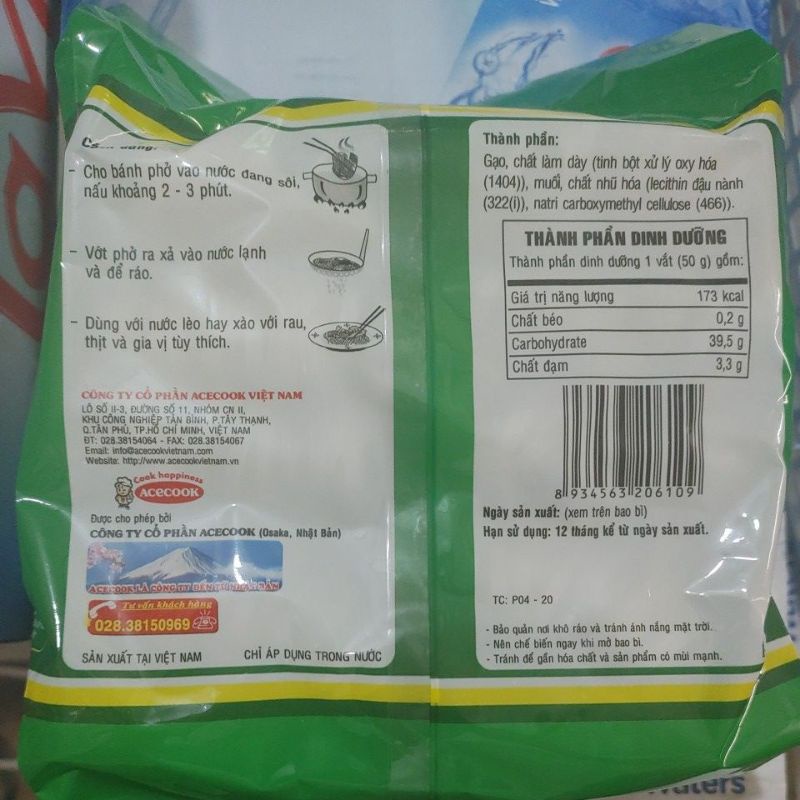 - Cho bánh phở vào nước đang sôi,
nấu khoảng 2 - 3 phút.
- Vớt phở ra xả vào nước lạnh
và để ráo.
- Dùng với nước lèo hay xào với rau,
thịt và gia vị tùy thích.
CÔNG TY CỔ PHẦN ACECOOK VIỆT NAM
LÔ SỐ II-3, ĐƯỜNG SỐ 11, NHÓM CN II,
KHU CÔNG NGHIỆP TÂN BÌNH, P.TÂY THẠNH,
Q.TÂN PHÚ, TP.HỒ CHÍ MINH, VIỆT NAM
ĐT: 028.38154064 - FAX: 028.38154067
Email: info@acecookvietnam.com
Website: http://www.acecookvietnam.vn
Cook happiness
ACECOOK
Được cho phép bởi
CÔNG TY CỔ PHẦN ACECOOK (Osaka, Nhật Bản)
ACECOOK LÀ CÔNG TY ĐẾN TỪ NHẬT BẢN
Tư vấn khách hàng
028.38150969
SẢN XUẤT TẠI VIỆT NAM CHỈ ÁP DỤNG TRONG NƯỚC
Thành phần:
Gạo, chất làm dày (tinh bột xử lý oxy hóa
(1404)), muối, chất nhũ hóa (lecithin đậu nành
(322(i)), natri carboxymethyl cellulose (466)).
THÀNH PHẦN DINH DƯỠNG
Thành phần dinh dưỡng 1 vắt (50 g) gồm:
Giá trị năng lượng 173 kcal
Chất béo 0,2 g
Carbohydrate 39,5 g
Chất đạm 3,3 g
8 934563 206109
Ngày sản xuất: (xem trên bao bì)
Hạn sử dụng: 12 tháng kể từ ngày sản xuất.
TC: P04 - 20
- Bảo quản nơi khô ráo và tránh ánh nắng mặt trời.
- Nên chế biến ngay khi mở bao bì.
- Tránh để gần hóa chất và sản phẩm có mùi mạnh.